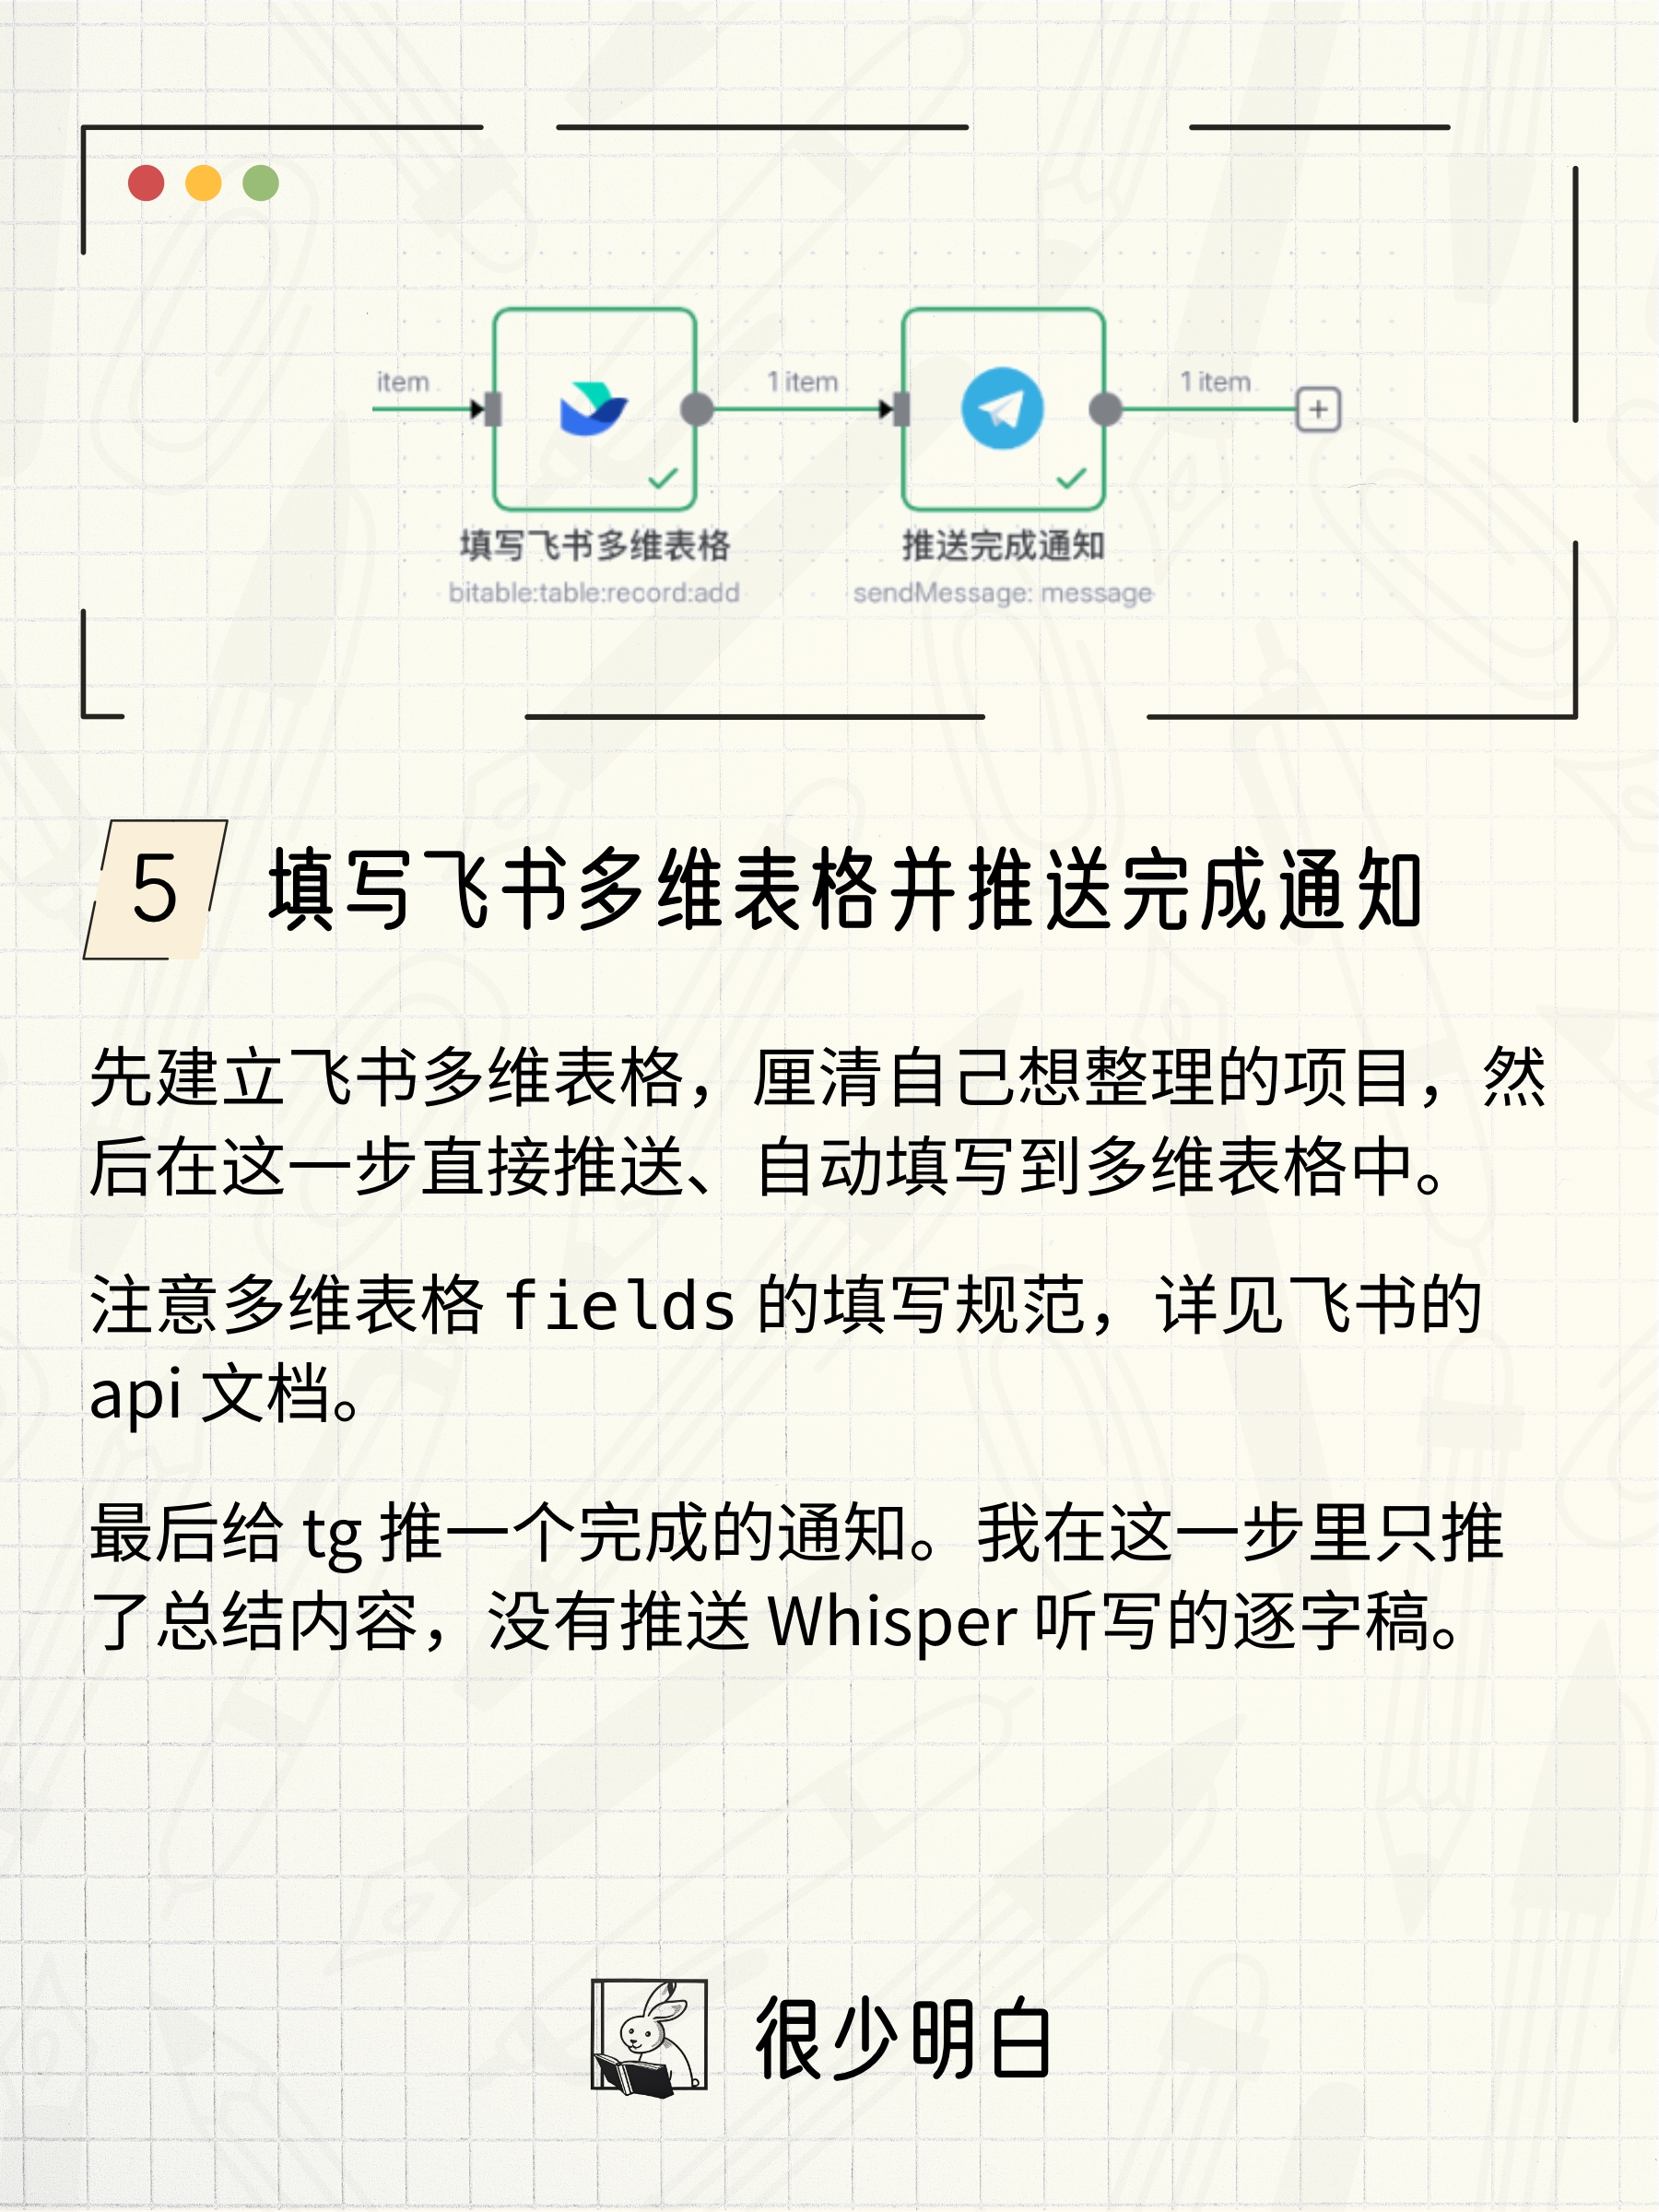 item
1 item
1 item
填写飞书多维表格
推送完成通知
bitable:table:record:add
sendMessage: message
5
填写飞书多维表格并推送完成通知
先建立飞书多维表格，厘清自己想整理的项目，然
后在这一步直接推送、自动填写到多维表格中。
注意多维表格 fields 的填写规范，详见飞书的
api 文档。
最后给 tg 推一个完成的通知。我在这一步里只推
了总结内容，没有推送 Whisper 听写的逐字稿。
很少明白